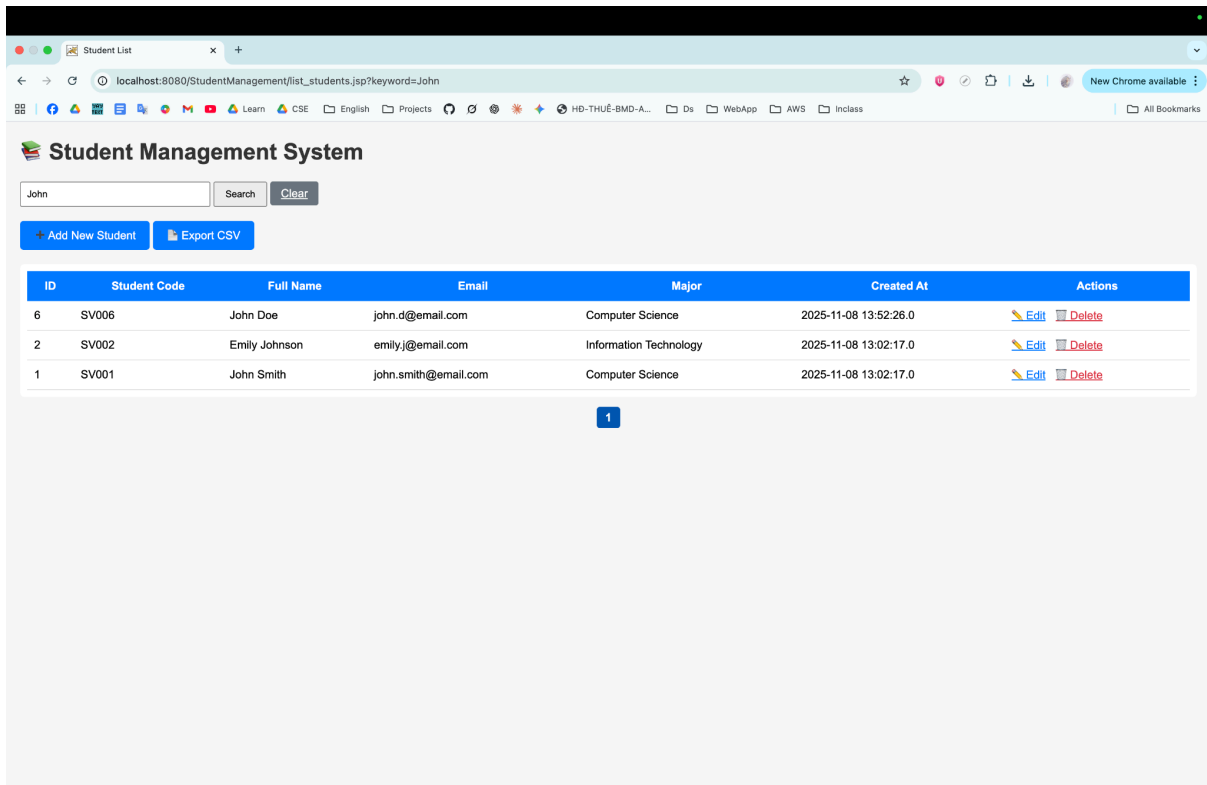 Student List
localhost:8080/StudentManagement/list_students.jsp?keyword=John
New Chrome available
Learn CSE English Projects HĐ-THUÊ-BMD-A... Ds WebApp AWS Inclass All Bookmarks
Student Management System
John Search Clear
Add New Student Export CSV
ID Student Code Full Name Email Major Created At Actions
6 SV006 John Doe john.d@email.com Computer Science 2025-11-08 13:52:26.0 Edit Delete
2 SV002 Emily Johnson emily.j@email.com Information Technology 2025-11-08 13:02:17.0 Edit Delete
1 SV001 John Smith john.smith@email.com Computer Science 2025-11-08 13:02:17.0 Edit Delete
1